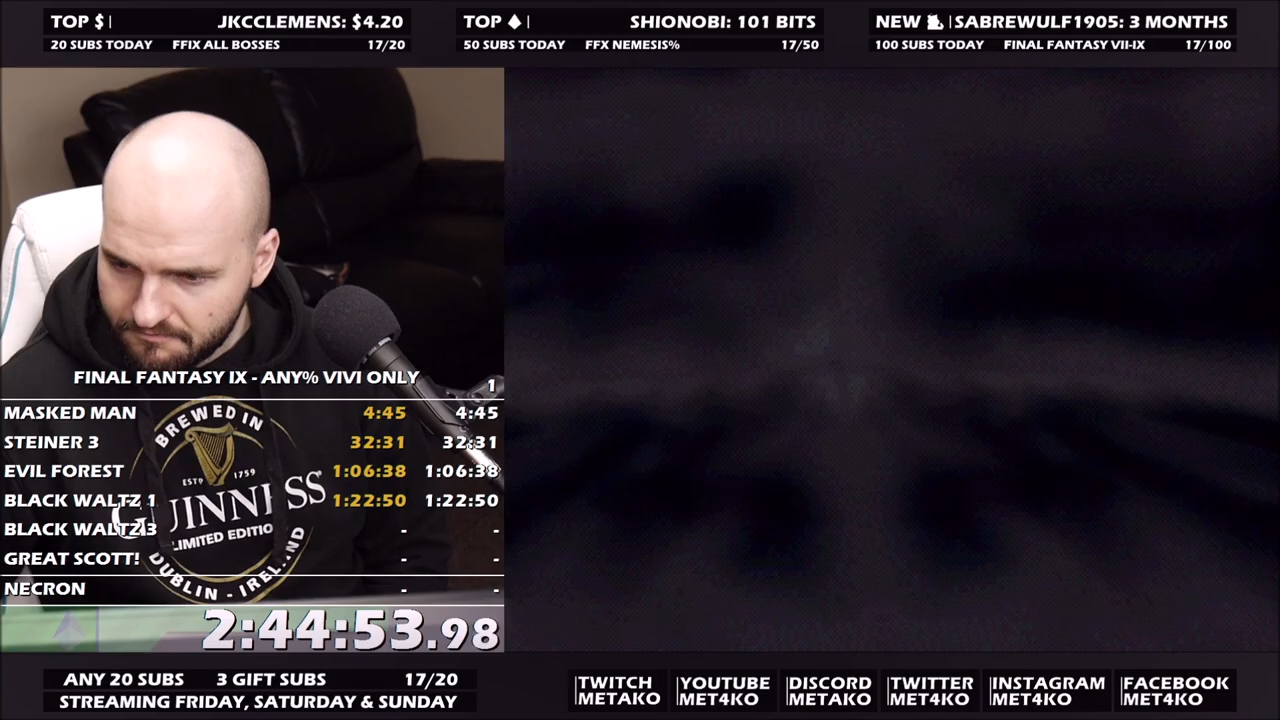 TOP $ | JKCCLEMENS: $4.20
20 SUBS TODAY FFIX ALL BOSSES 17/20
TOP | SHIONOBI: 101 BITS
50 SUBS TODAY FFX NEMESIS% 17/50
NEW | SABREWULF1905: 3 MONTHS
100 SUBS TODAY FINAL FANTASY VII-IX 17/100
FINAL FANTASY IX - ANY% VIVI ONLY
1
MASKED MAN 4:45 4:45
STEINER 3 32:31 32:31
EVIL FOREST 1:06:38 1:06:38
BLACK WALTZ 1 1:22:50 1:22:50
BLACK WALTZ 3 - -
GREAT SCOTT! - -
NECRON - -
2:44:53.98
BREWED IN
ESTD 1759
GUINNESS
LIMITED EDITION
DUBLIN - IRELAND
ANY 20 SUBS 3 GIFT SUBS 17/20
STREAMING FRIDAY, SATURDAY & SUNDAY
TWITCH
METAKO
YOUTUBE
MET4KO
DISCORD
METAKO
TWITTER
MET4KO
INSTAGRAM
MET4KO
FACEBOOK
MET4KO